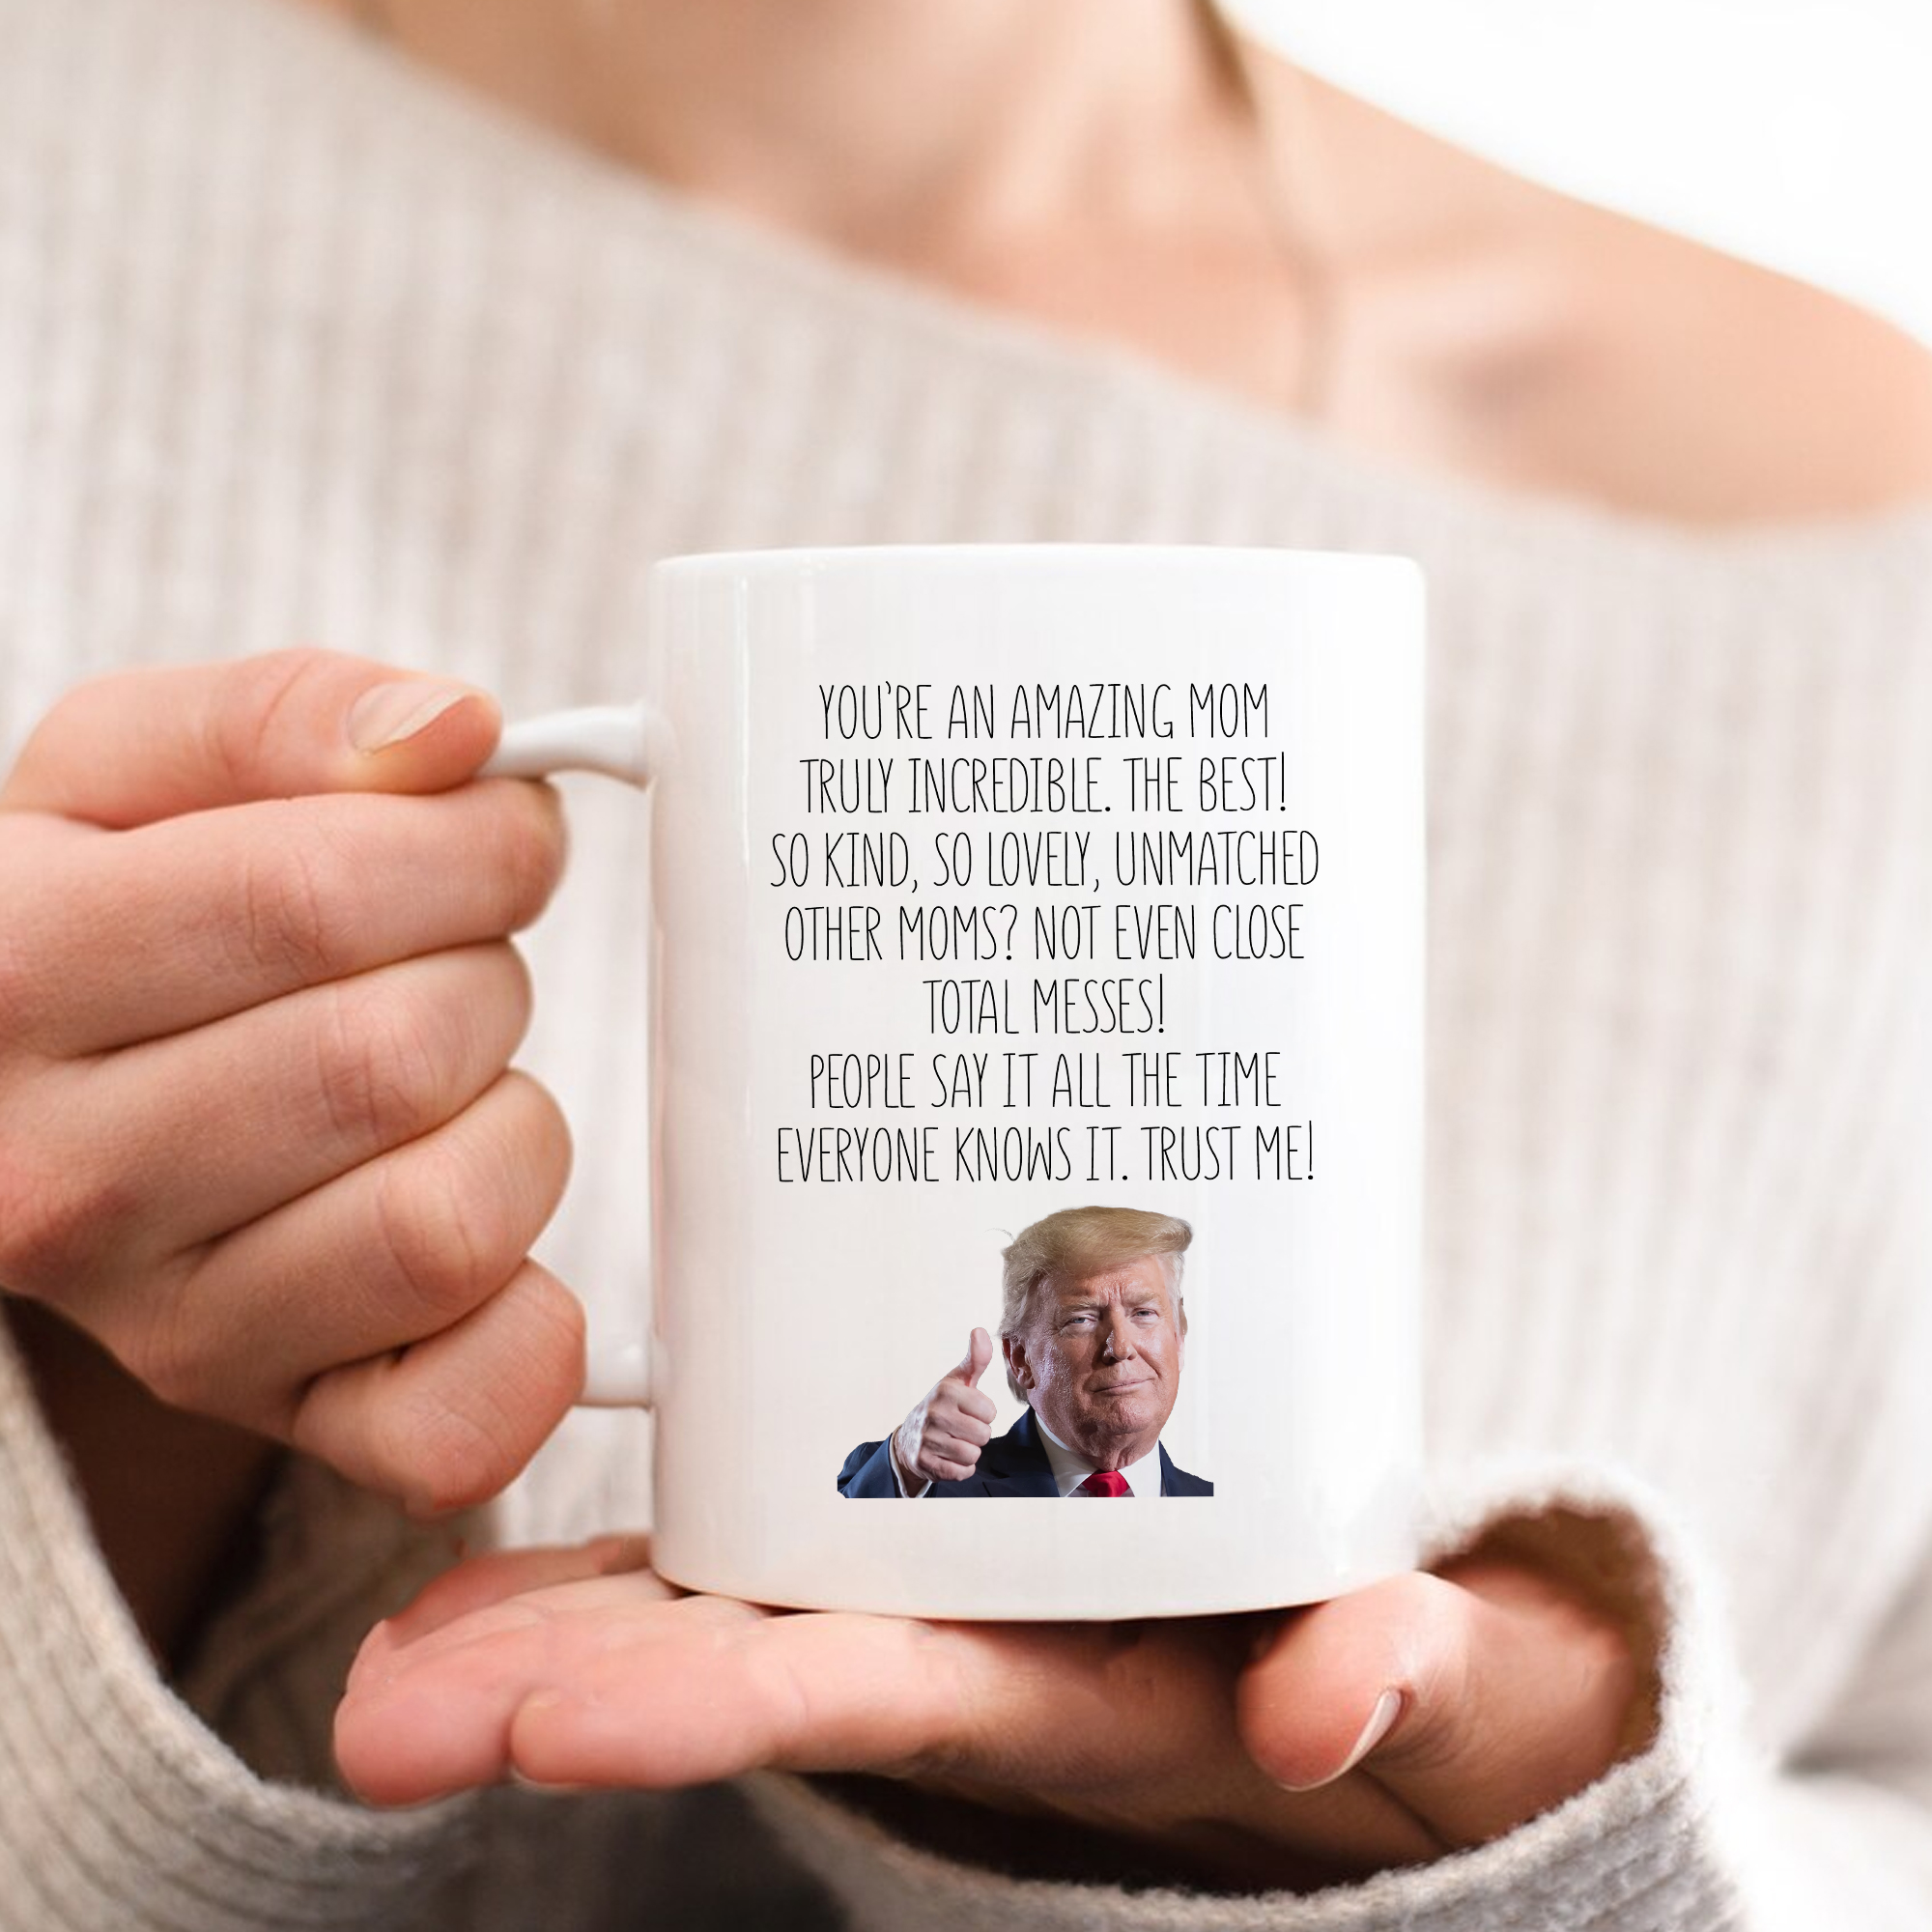 YOU'RE AN AMAZING MOM
TRULY INCREDIBLE. THE BEST!
SO KIND, SO LOVELY, UNMATCHED
OTHER MOMS? NOT EVEN CLOSE
TOTAL MESSES!
PEOPLE SAY IT ALL THE TIME
EVERYONE KNOWS IT. TRUST ME!